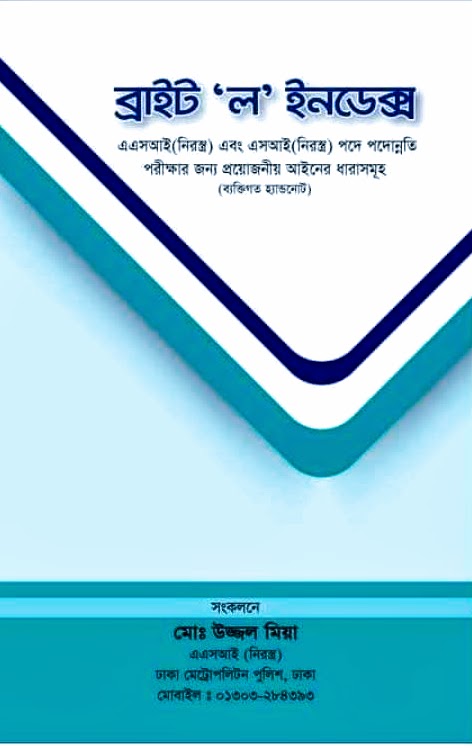 ব্রাইট ‘ল’ ইনডেক্স
এএসআই(নিরস্ত্র) এবং এসআই(নিরস্ত্র) পদে পদোন্নতি
পরীক্ষার জন্য প্রয়োজনীয় আইনের ধারাসমূহ
(ব্যক্তিগত হ্যান্ডনোট)
সংকলনে
মোঃ উজ্জল মিয়া
এএসআই (নিরস্ত্র)
ঢাকা মেট্রোপলিটন পুলিশ, ঢাকা
মোবাইল : ০১৩০৩-২৮৪৩৯৩